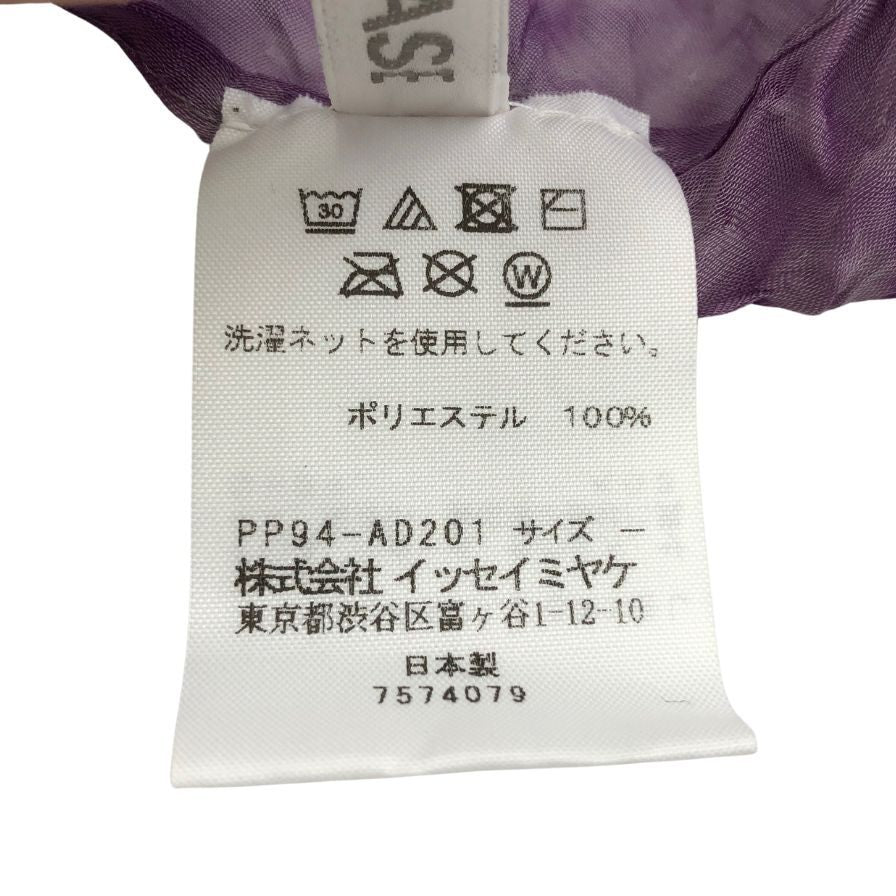 ASE
30
W
洗濯ネットを使用してください。
ポリエステル 100%
PP94-AD201 サイズ —
株式会社 イッセイミヤケ
東京都渋谷区富ヶ谷1-12-10
日本製
7574079